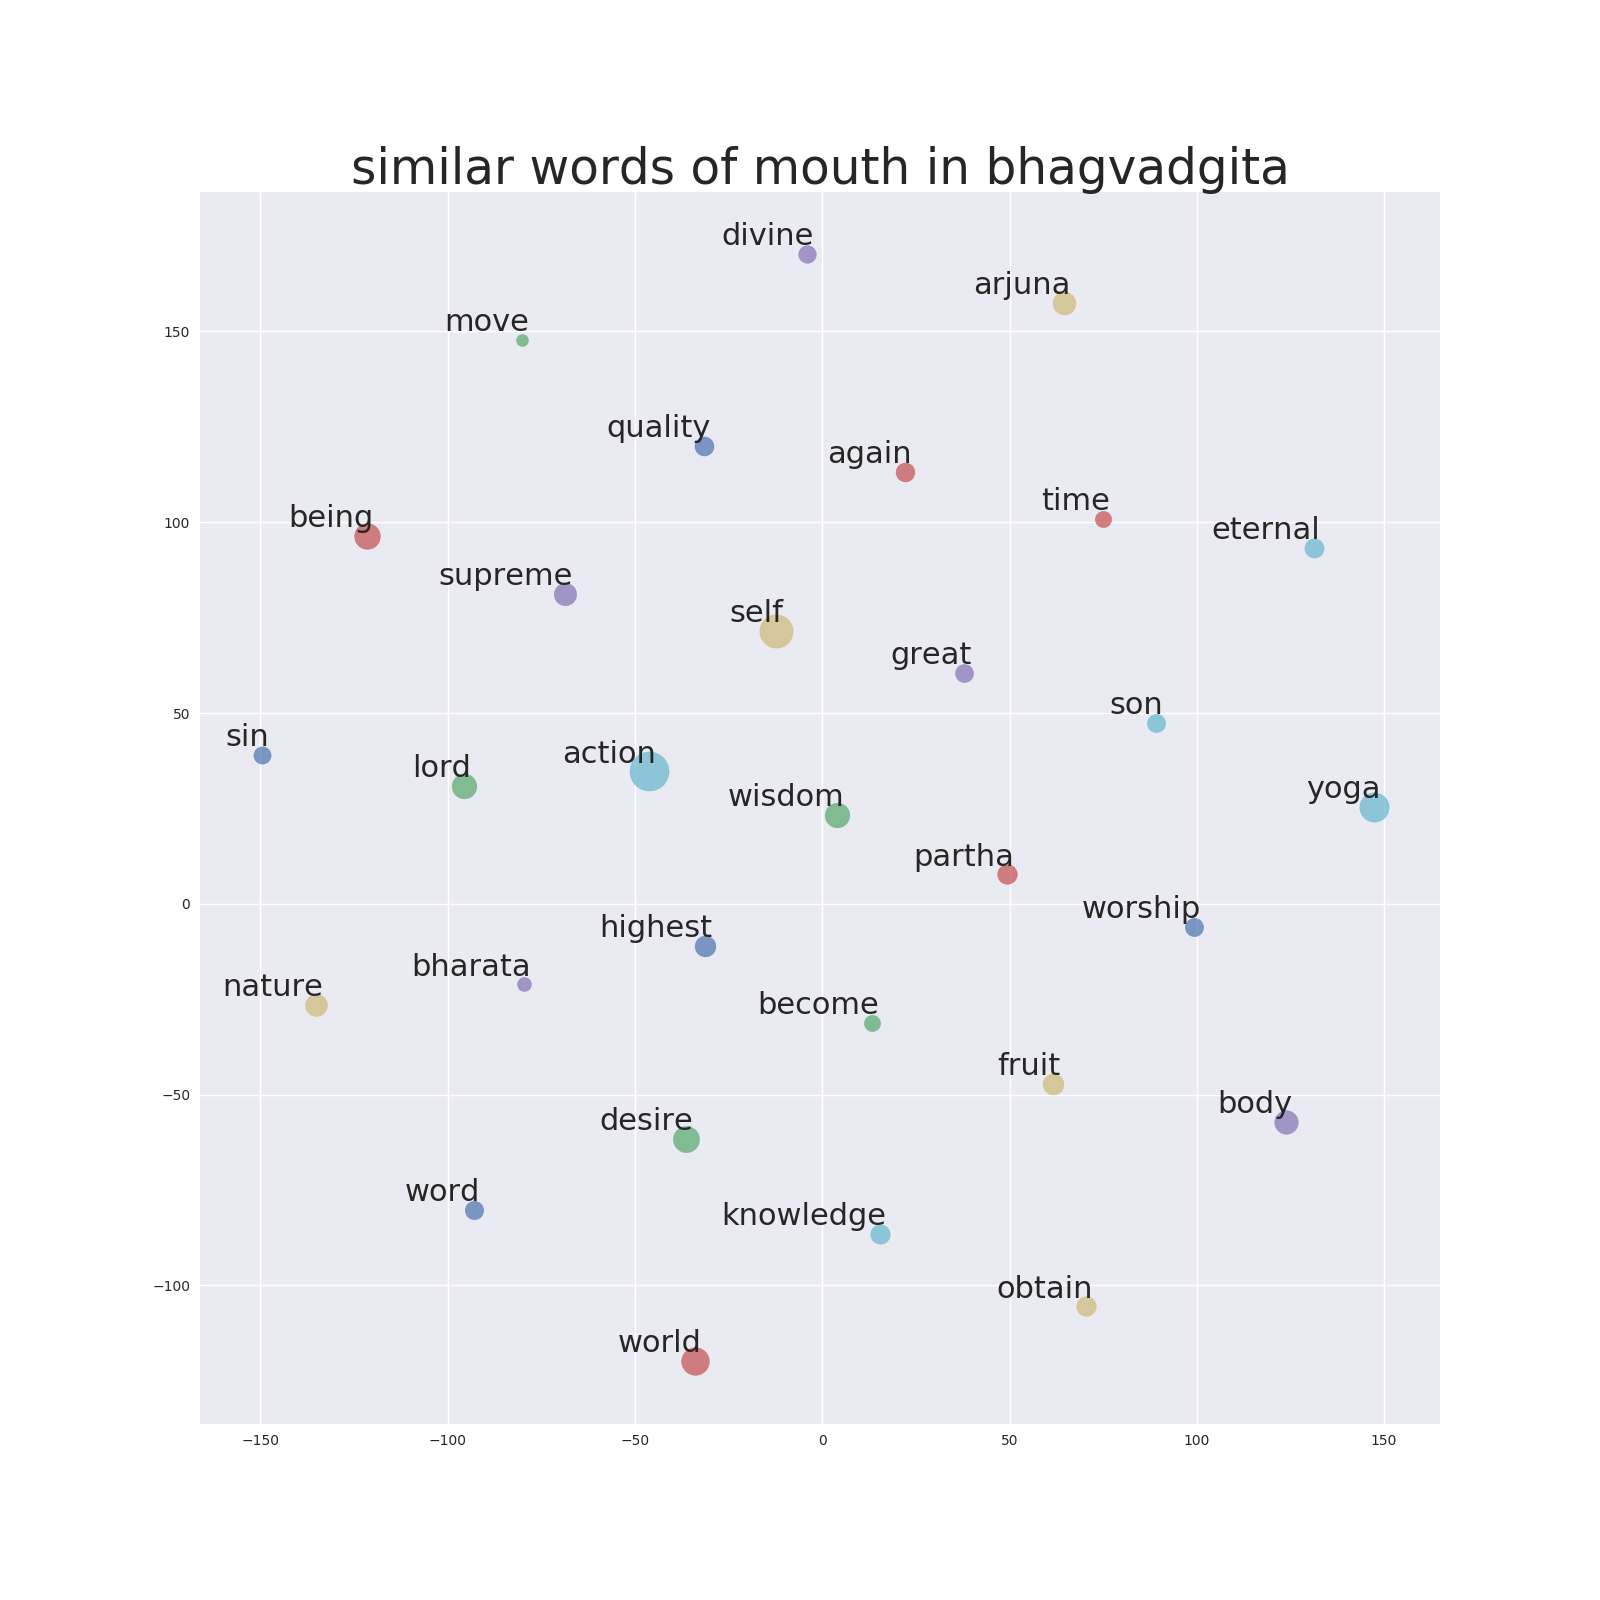 similar words of mouth in bhagvadgita
divine
arjuna
move
150
quality
again
time
100
being
eternal
supreme
self
great
son
50
sin
action
lord
yoga
wisdom
partha
0
worship
highest
bharata
nature
become
fruit
−50
body
desire
word
knowledge
−100
obtain
world
−150 −100 −50 0 50 100 150